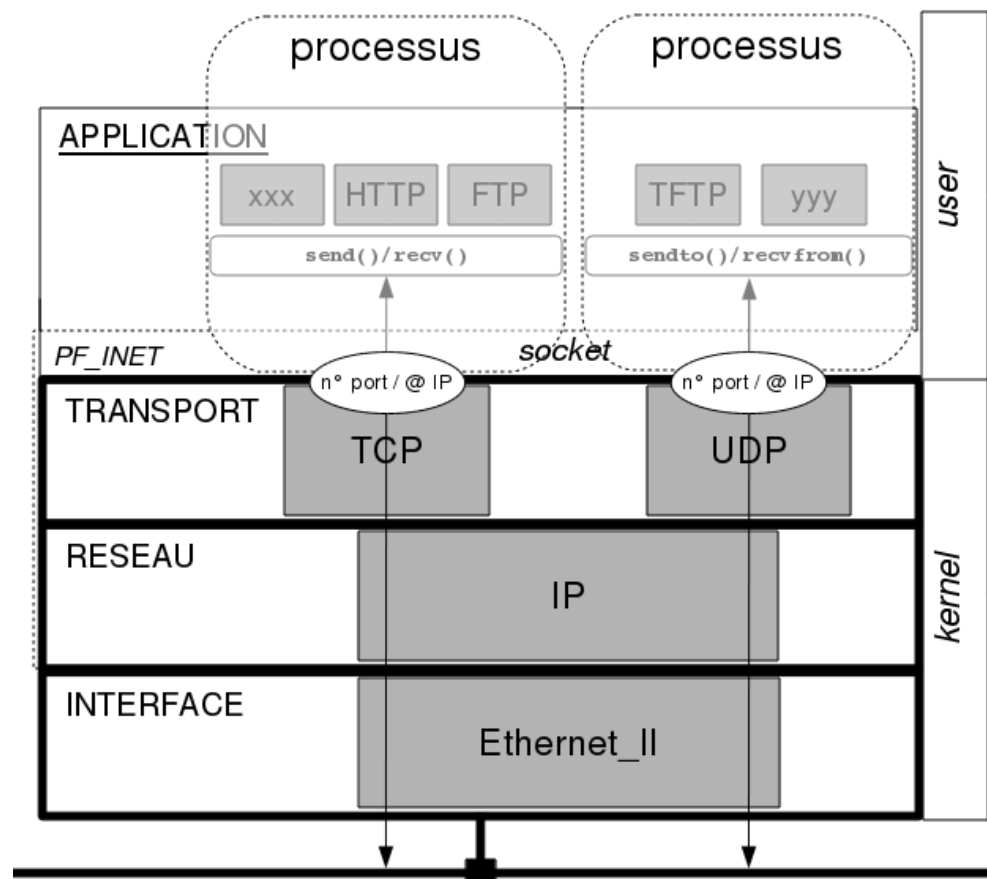 processus
processus
APPLICATION
xxx
HTTP
FTP
TFTP
yyy
send()/recv()
sendto()/recvfrom()
user
PF_INET
socket
n° port / @ IP
n° port / @ IP
TRANSPORT
TCP
UDP
RESEAU
IP
kernel
INTERFACE
Ethernet_II